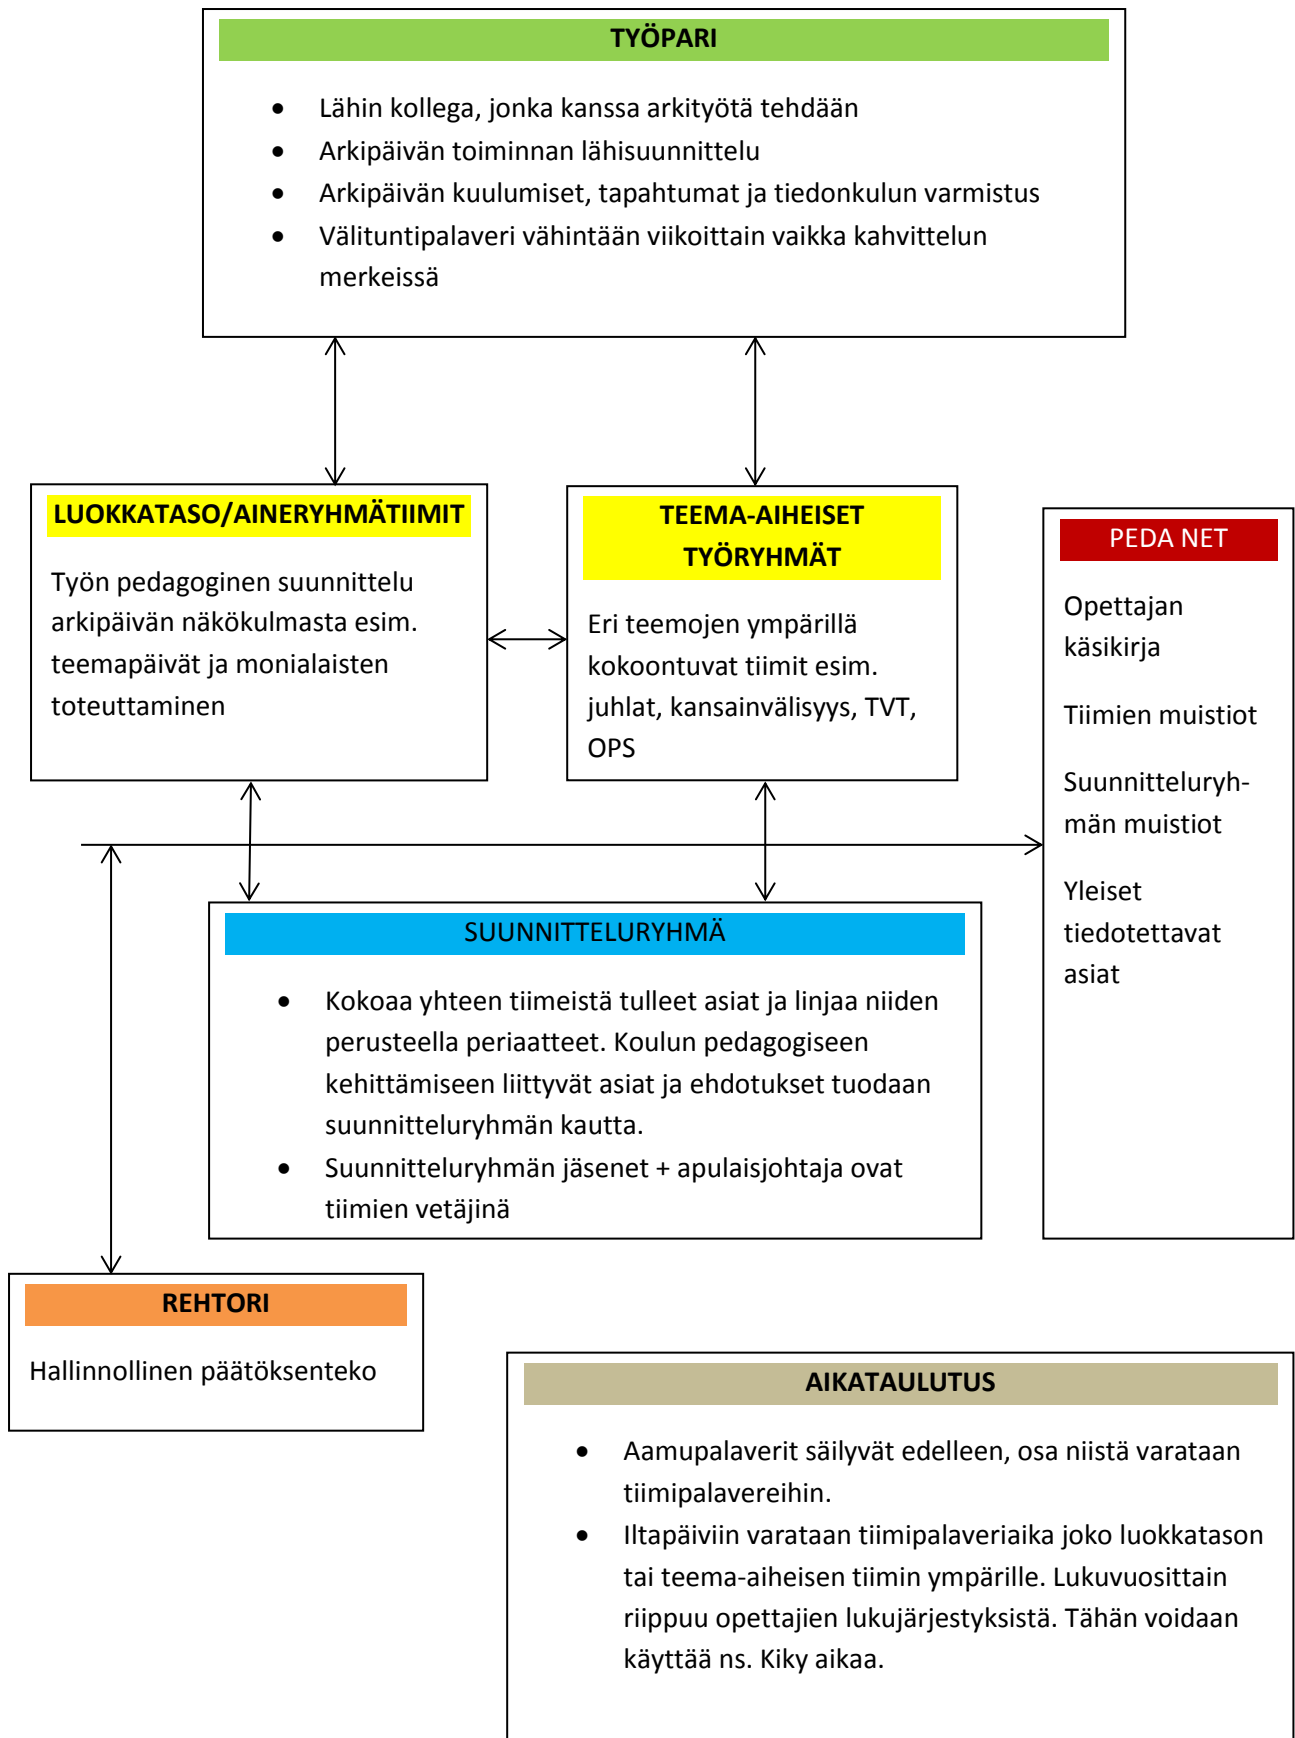 TYÖPARI
• Lähin kollega, jonka kanssa arkityötä tehdään
• Arkipäivän toiminnan lähisuunnittelu
• Arkipäivän kuulumiset, tapahtumat ja tiedonkulun varmistus
• Välituntipalaveri vähintään viikoittain vaikka kahvittelun
merkeissä
LUOKKATASO/AINERYHMÄTIIMIT
Työn pedagoginen suunnittelu
arkipäivän näkökulmasta esim.
teemapäivät ja monialaisten
toteuttaminen
TEEMA-AIHEISET
TYÖRYHMÄT
Eri teemojen ympärillä
kokoontuvat tiimit esim.
juhlat, kansainvälisyys, TVT,
OPS
PEDA NET
Opettajan
käsikirja
Tiimien muistiot
Suunnitteluryh-
män muistiot
Yleiset
tiedotettavat
asiat
SUUNNITTELURYHMÄ
• Kokoaa yhteen tiimeistä tulleet asiat ja linjaa niiden
perusteella periaatteet. Koulun pedagogiseen
kehittämiseen liittyvät asiat ja ehdotukset tuodaan
suunnitteluryhmän kautta.
• Suunnitteluryhmän jäsenet + apulaisjohtaja ovat
tiimien vetäjinä
REHTORI
Hallinnollinen päätöksenteko
AIKATAULUTUS
• Aamupalaverit säilyvät edelleen, osa niistä varataan
tiimipalavereihin.
• Iltapäiviin varataan tiimipalaveriaika joko luokkatason
tai teema-aiheisen tiimin ympärille. Lukuvuosittain
riippuu opettajien lukujärjestyksistä. Tähän voidaan
käyttää ns. Kiky aikaa.